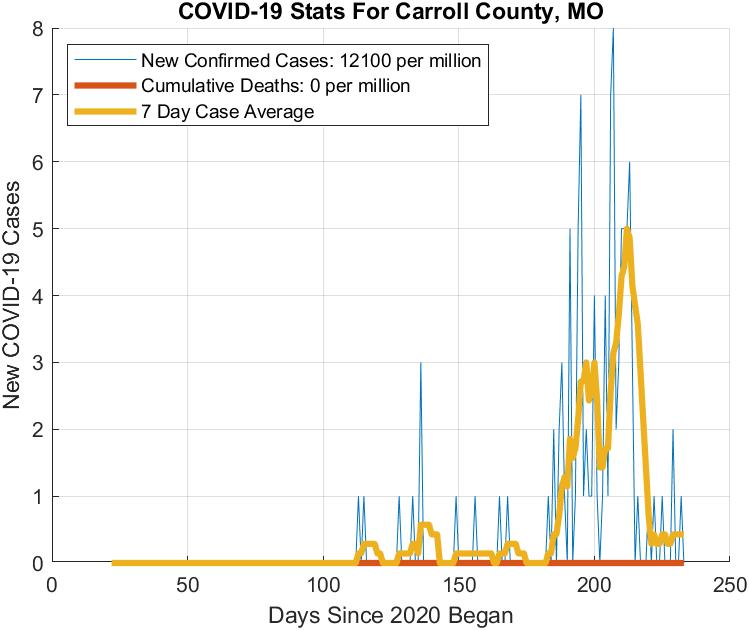 COVID-19 Stats For Carroll County, MO
New Confirmed Cases: 12100 per million
Cumulative Deaths: 0 per million
7 Day Case Average
New COVID-19 Cases
8
7
6
5
4
3
2
1
0
0 50 100 150 200 250
Days Since 2020 Began